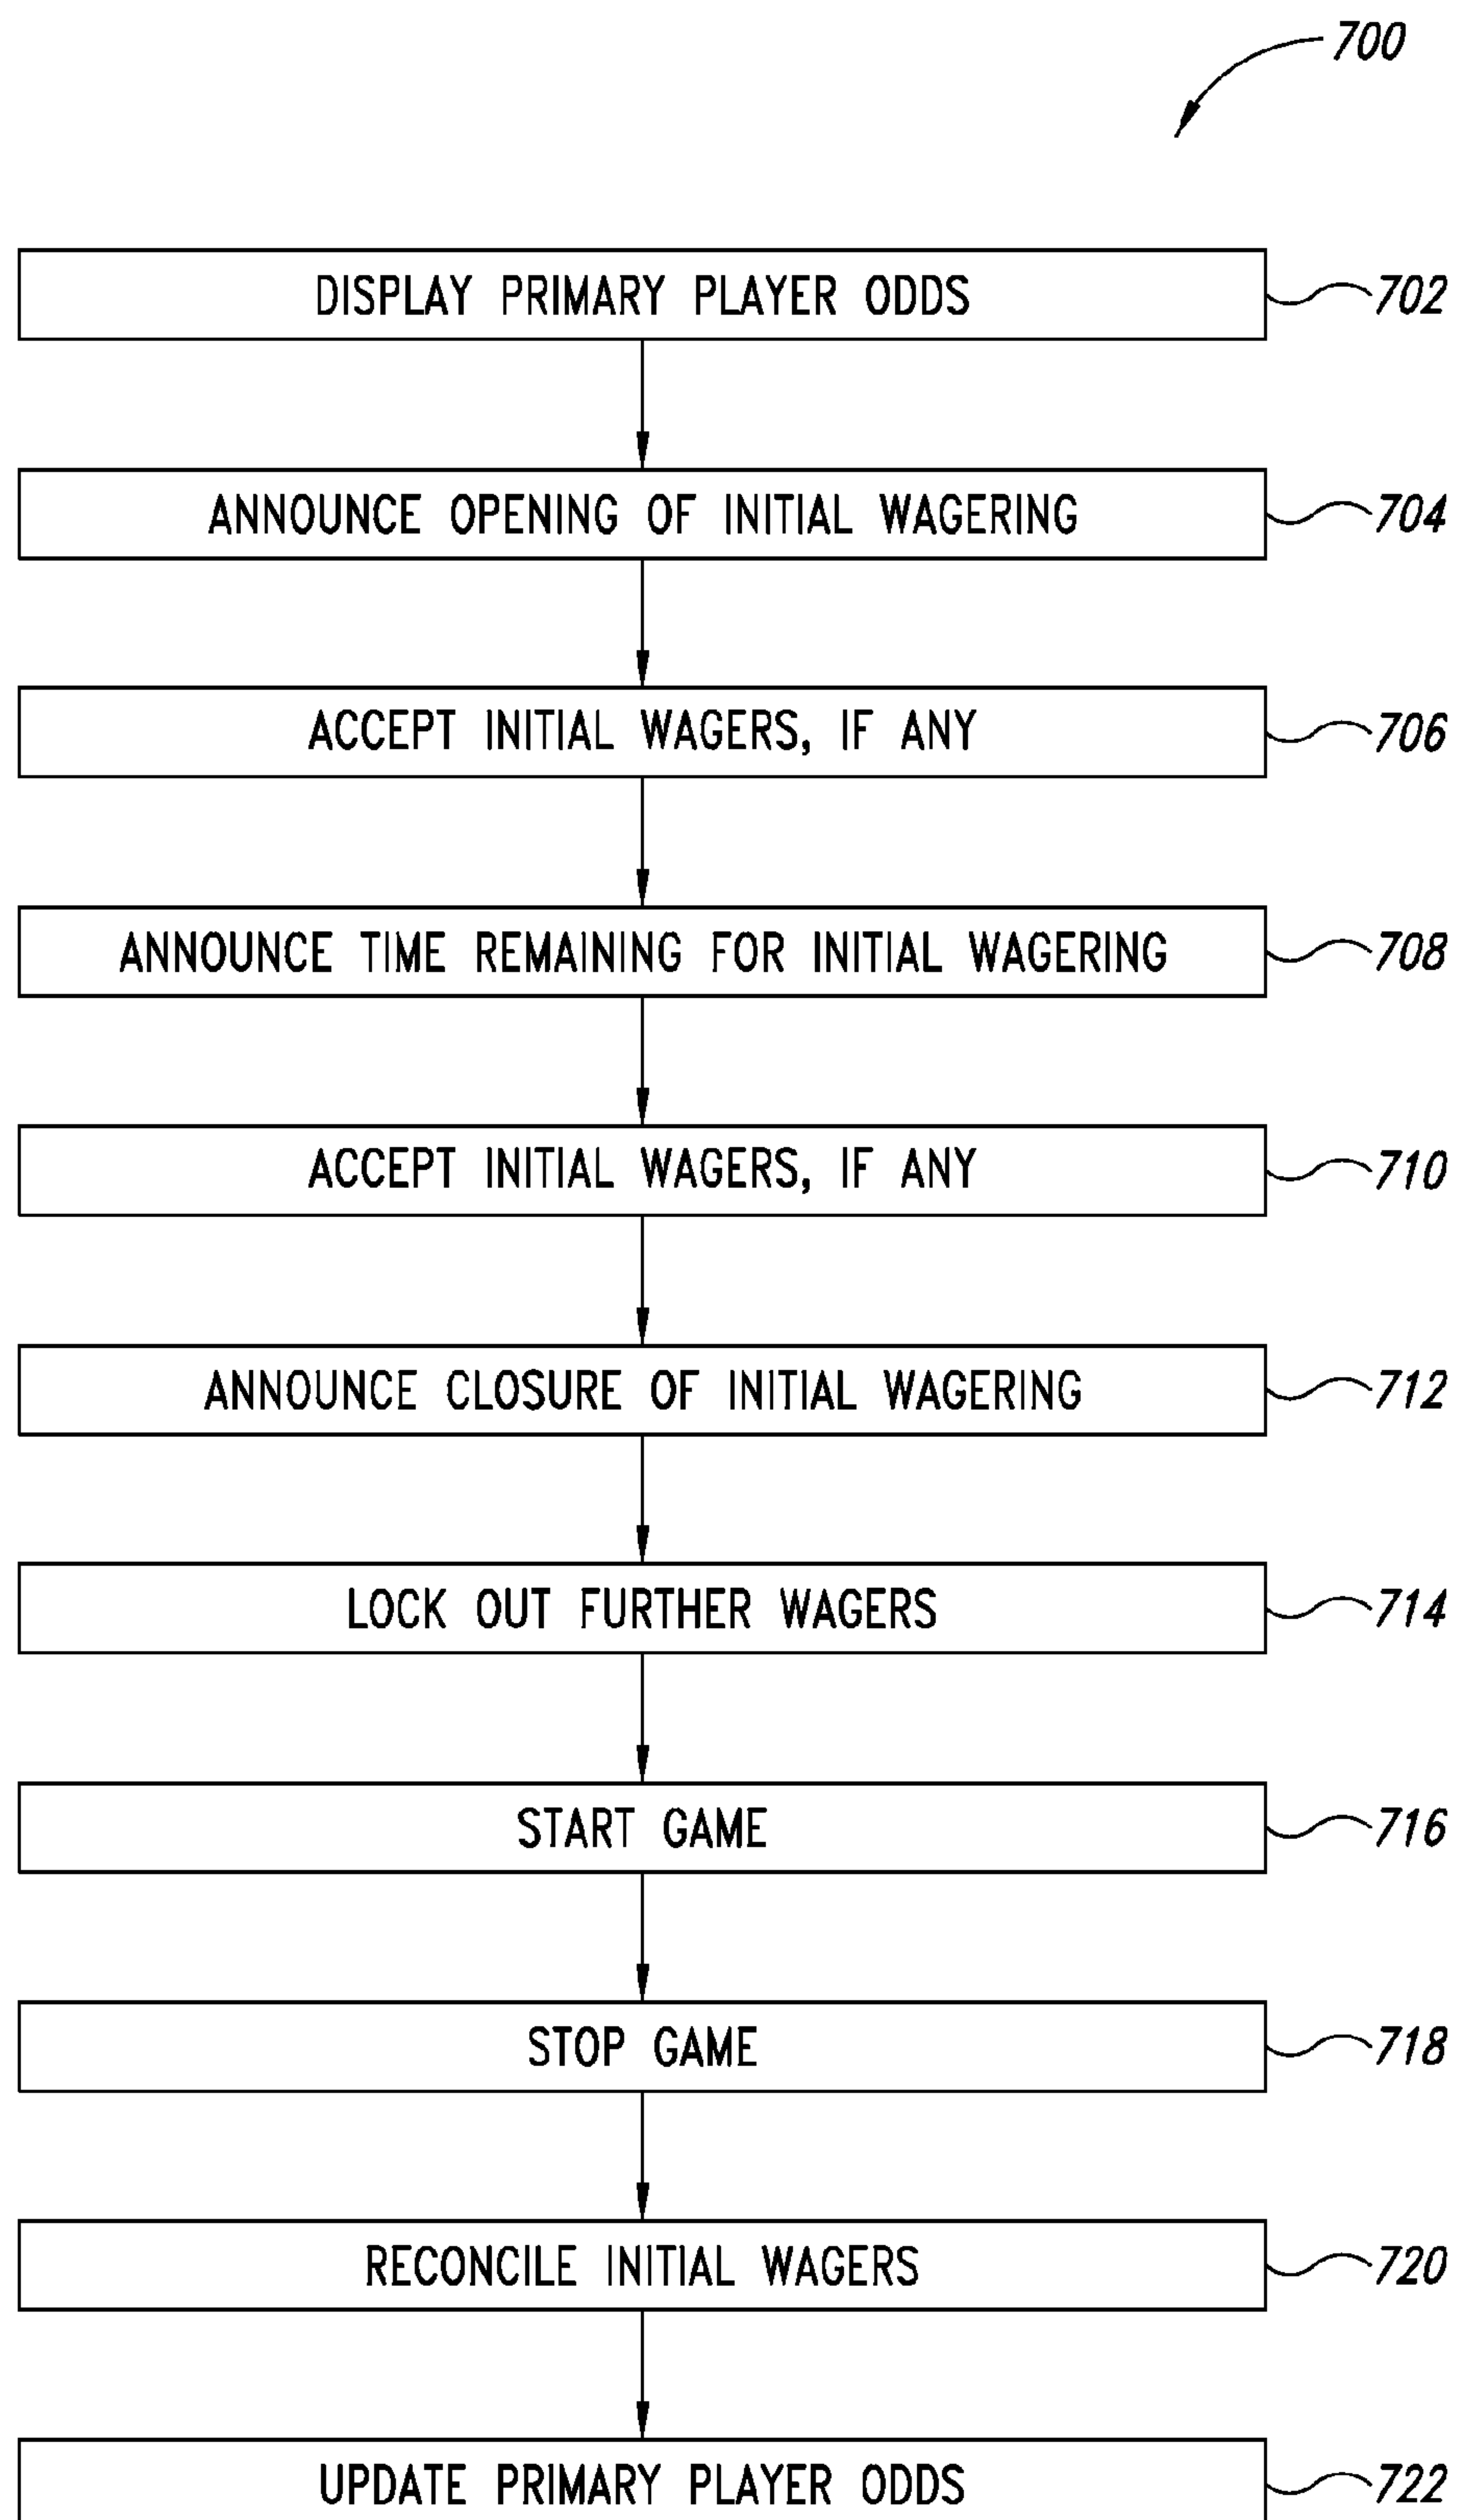 700
DISPLAY PRIMARY PLAYER ODDS 702
ANNOUNCE OPENING OF INITIAL WAGERING 704
ACCEPT INITIAL WAGERS, IF ANY 706
ANNOUNCE TIME REMAINING FOR INITIAL WAGERING 708
ACCEPT INITIAL WAGERS, IF ANY 710
ANNOUNCE CLOSURE OF INITIAL WAGERING 712
LOCK OUT FURTHER WAGERS 714
START GAME 716
STOP GAME 718
RECONCILE INITIAL WAGERS 720
UPDATE PRIMARY PLAYER ODDS 722